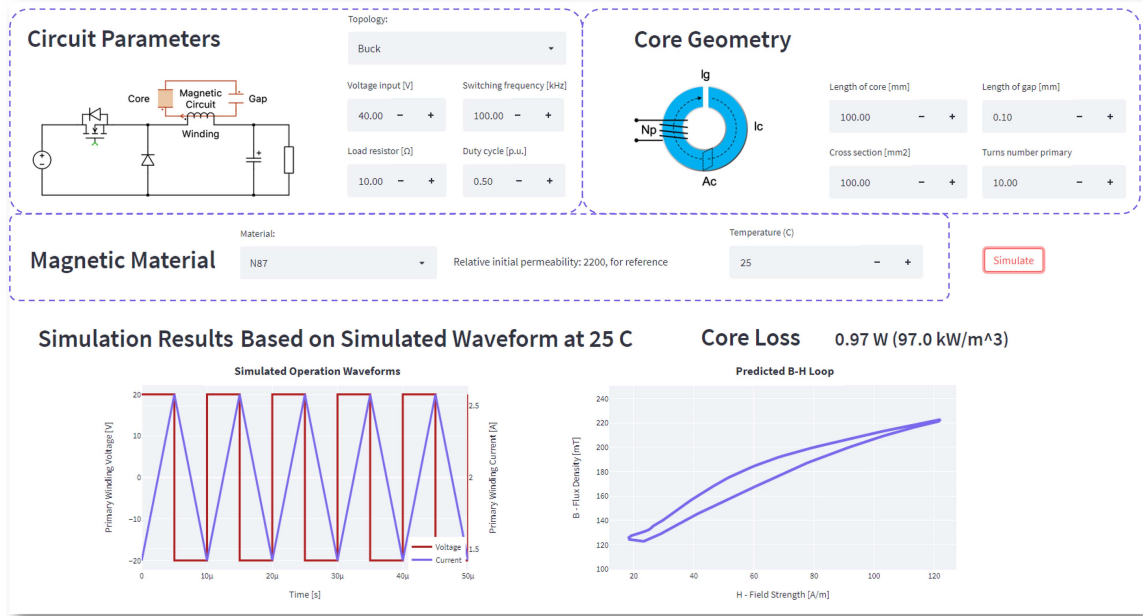 Circuit Parameters
Topology:
Buck
Voltage input [V]
Switching frequency [kHz]
40.00 - +
100.00 - +
Load resistor [Ω]
Duty cycle [p.u.]
10.00 - +
0.50 - +
Core
Magnetic
Circuit
Gap
Winding
Core Geometry
lg
Np
lc
Ac
Length of core [mm]
Length of gap [mm]
100.00 - +
0.10 - +
Cross section [mm2]
Turns number primary
100.00 - +
10.00 - +
Magnetic Material
Material:
N87
Relative initial permeability: 2200, for reference
Temperature (C)
25 - +
Simulate
Simulation Results Based on Simulated Waveform at 25 C
Core Loss 0.97 W (97.0 kW/m^3)
Simulated Operation Waveforms
Primary Winding Voltage [V]
20
10
0
−10
−20
2.5
2
1.5
Primary Winding Current [A]
Voltage
Current
0 10μ 20μ 30μ 40μ 50μ
Time [s]
Predicted B-H Loop
B - Flux Density [mT]
240
220
200
180
160
140
120
100
20 40 60 80 100 120
H - Field Strength [A/m]